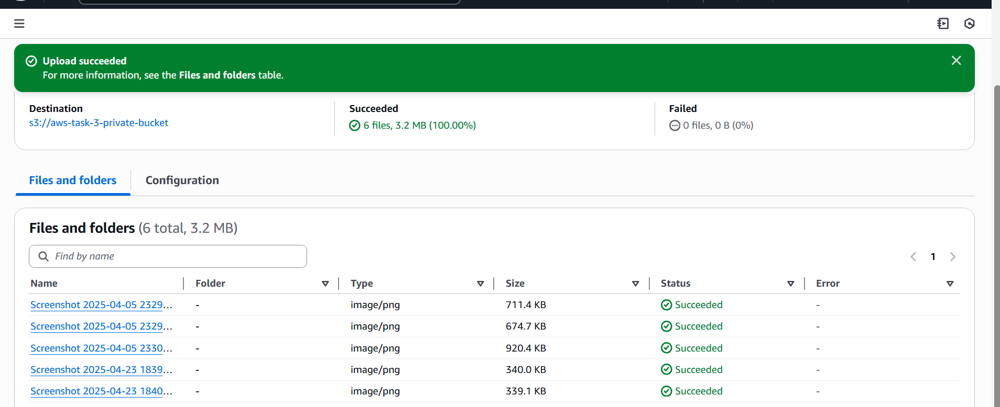 Upload succeeded
For more information, see the Files and folders table.
Destination
s3://aws-task-3-private-bucket
Succeeded
6 files, 3.2 MB (100.00%)
Failed
0 files, 0 B (0%)
Files and folders
Configuration
Files and folders (6 total, 3.2 MB)
Find by name
1
Name Folder Type Size Status Error
Screenshot 2025-04-05 2329... - image/png 711.4 KB Succeeded -
Screenshot 2025-04-05 2329... - image/png 674.7 KB Succeeded -
Screenshot 2025-04-05 2330... - image/png 920.4 KB Succeeded -
Screenshot 2025-04-23 1839... - image/png 340.0 KB Succeeded -
Screenshot 2025-04-23 1840... - image/png 339.1 KB Succeeded -